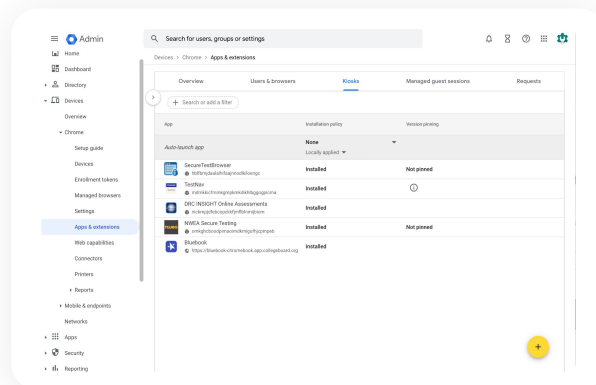 Admin
Search for users, groups or settings
Home
Dashboard
Directory
Devices
Overview
Chrome
Setup guide
Devices
Enrollment tokens
Managed browsers
Settings
Apps & extensions
Web capabilities
Connectors
Printers
Reports
Mobile & endpoints
Networks
Apps
Security
Reporting
Devices > Chrome > Apps & extensions
Overview Users & browsers Kiosks Managed guest sessions Requests
Search or add a filter
App Installation policy Version pinning
Auto-launch app None
Locally applied
SecureTestBrowser Installed Not pinned
TestNav Installed
DRC INSIGHT Online Assessments Installed
NWEA Secure Testing Installed Not pinned
Bluebook Installed
https://bluebook-chromebook.app.collegeboard.org